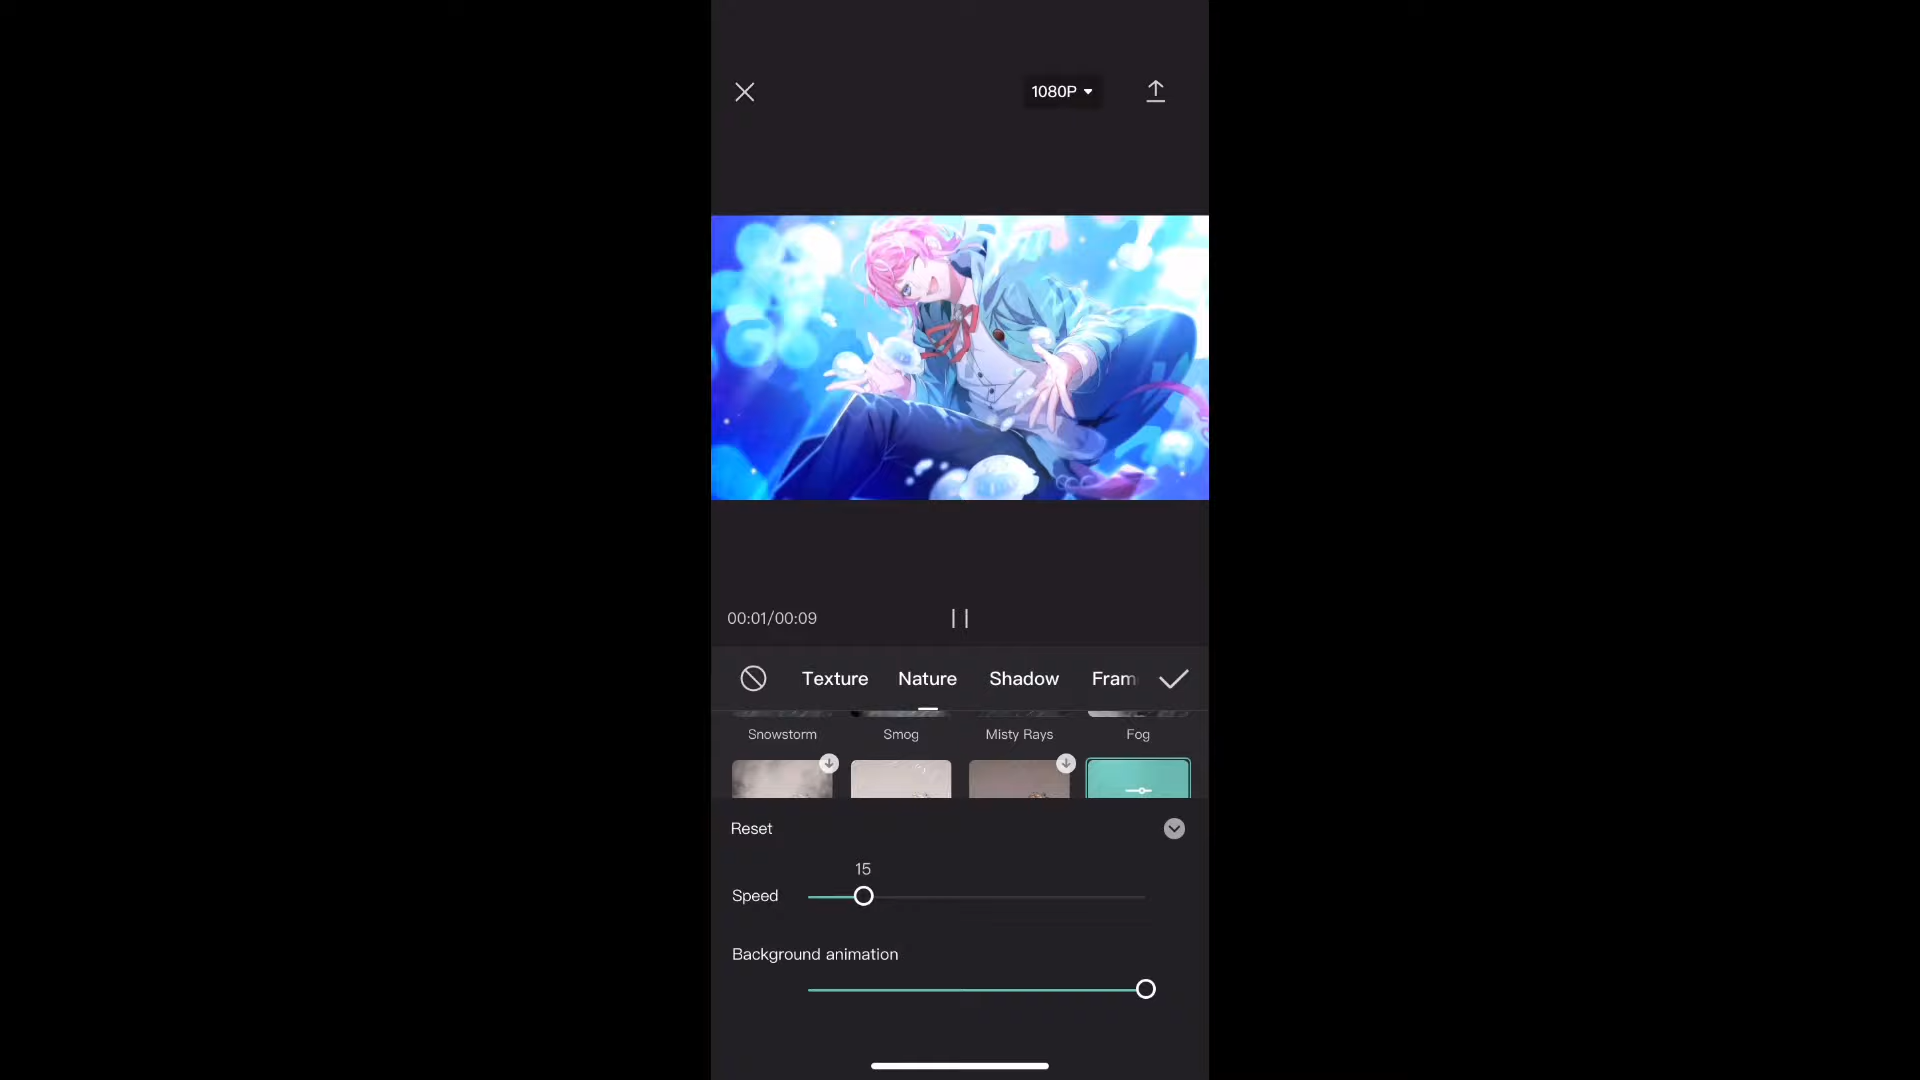 1080P
00:01/00:09
Texture Nature Shadow Fram
Snowstorm Smog Misty Rays Fog
Reset
15
Speed
Background animation